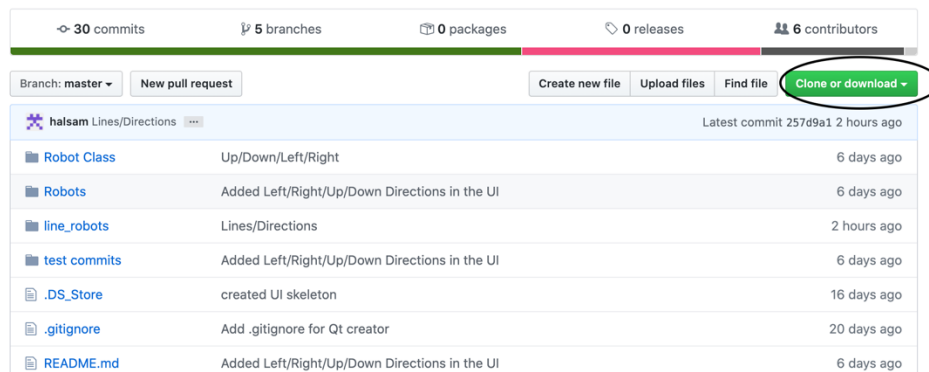 30 commits 5 branches 0 packages 0 releases 6 contributors
Branch: master New pull request Create new file Upload files Find file Clone or download
halsam Lines/Directions ... Latest commit 257d9a1 2 hours ago
Robot Class Up/Down/Left/Right 6 days ago
Robots Added Left/Right/Up/Down Directions in the UI 6 days ago
line_robots Lines/Directions 2 hours ago
test commits Added Left/Right/Up/Down Directions in the UI 6 days ago
.DS_Store created UI skeleton 16 days ago
.gitignore Add .gitignore for Qt creator 20 days ago
README.md Added Left/Right/Up/Down Directions in the UI 6 days ago